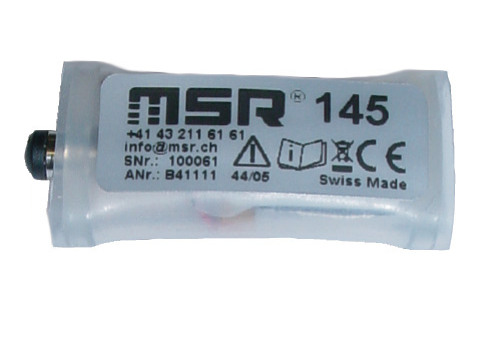 MSR® 145
+41 43 211 61 61
info@msr.ch
SNr.: 100061
ANr.: B41111 44/05
CE
Swiss Made